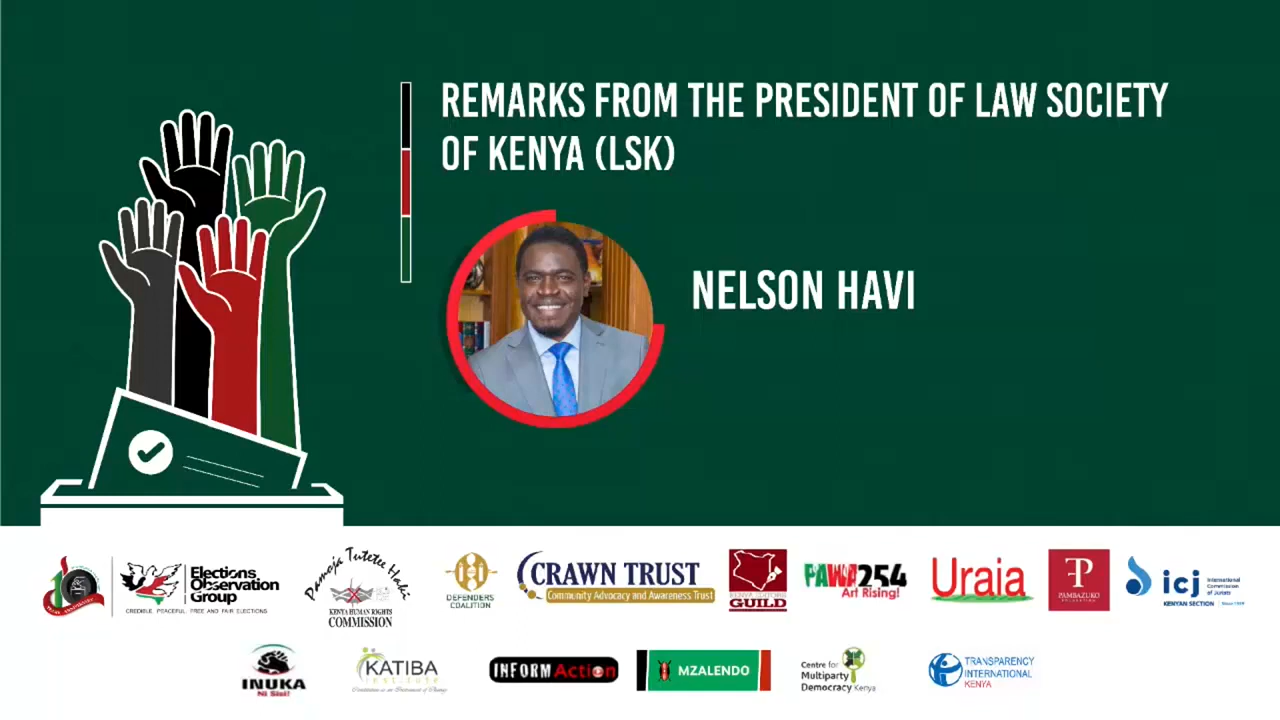 REMARKS FROM THE PRESIDENT OF LAW SOCIETY
OF KENYA (LSK)
NELSON HAVI
Elections
Observation
Group
CREDIBLE PEACEFUL FREE AND FAIR ELECTIONS
Pamoja Tutetee Haki
KENYA HUMAN RIGHTS
COMMISSION
DEFENDERS
COALITION
CRAWN TRUST
Community Advocacy and Awareness Trust
KENYA EDITORS
GUILD
PAWA254
Art Rising!
Uraia
PAMBAZUKO
icj
International
Commission
of Jurists
KENYAN SECTION
INUKA
Ni Sisi!
KATIBA
Institute
INFORMAction
MZALENDO
Centre for
Multiparty
Democracy Kenya
TRANSPARENCY
INTERNATIONAL
KENYA